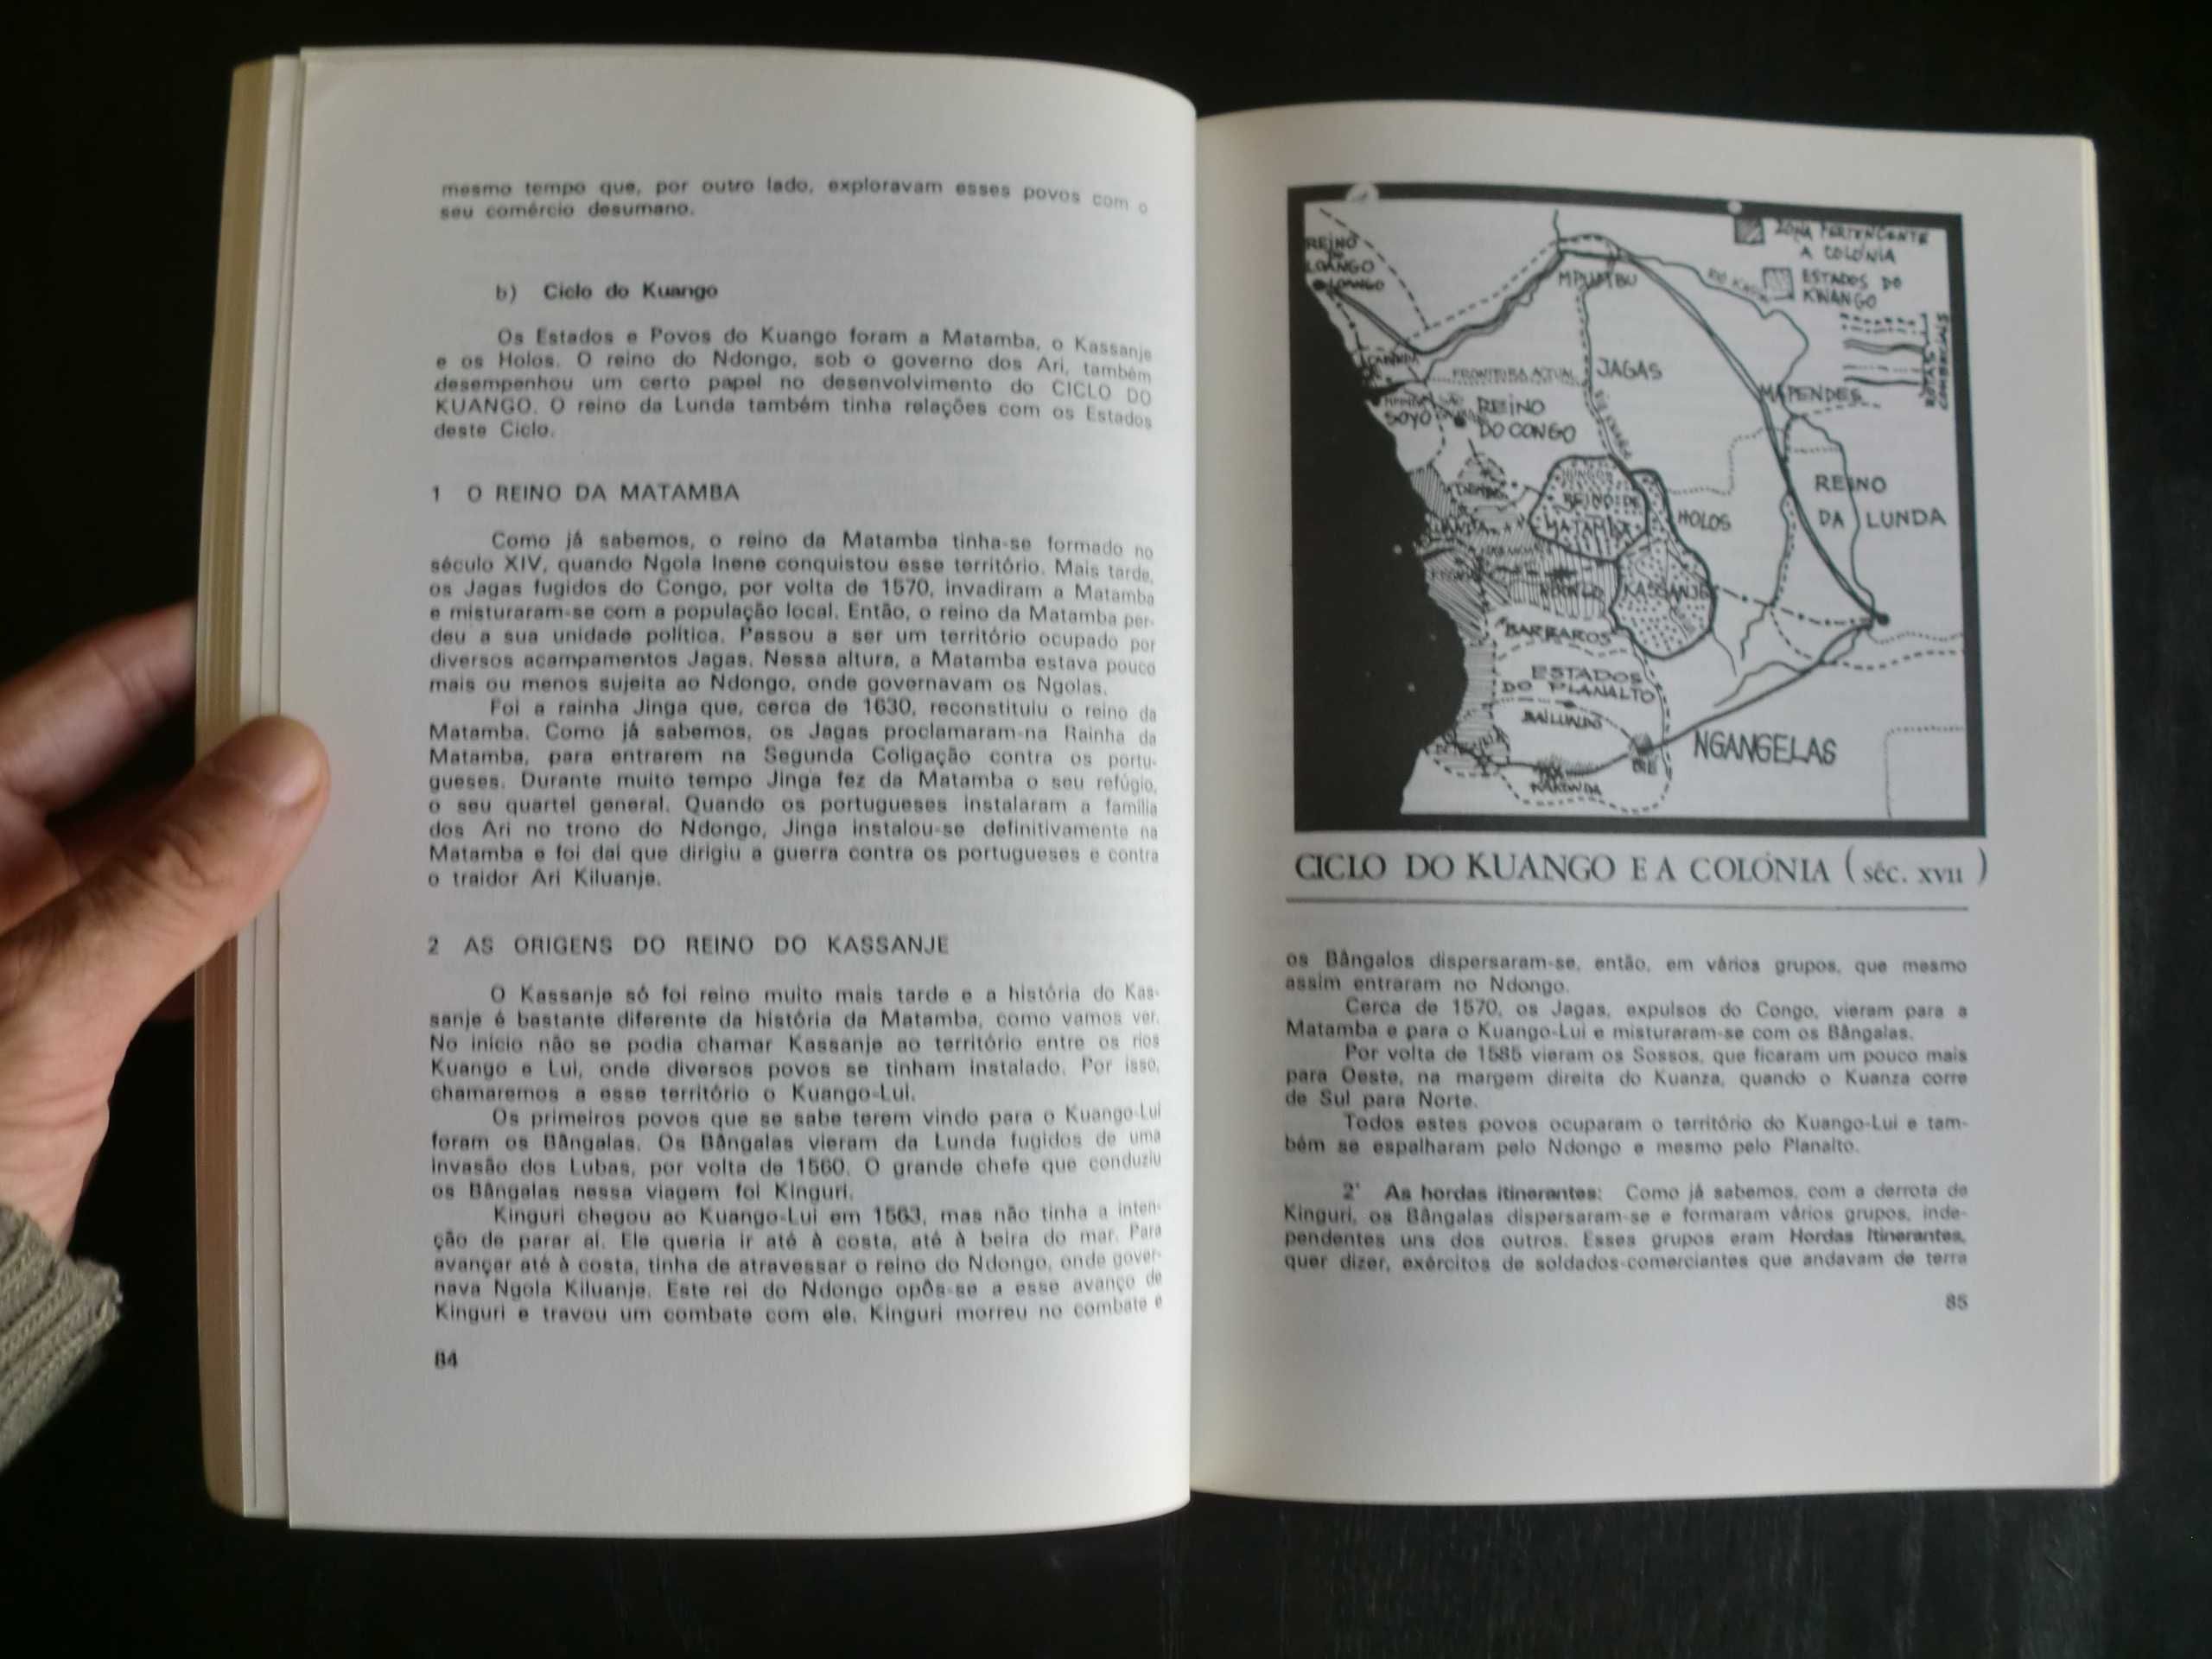 mesmo tempo que, por outro lado, exploravam esses povos com o
seu comércio desumano.
b) Ciclo do Kuango
Os Estados e Povos do Kuango foram a Matamba, o Kassanje
e os Holos. O reino do Ndongo, sob o governo dos Ari, também
desempenhou um certo papel no desenvolvimento do CICLO DO
KUANGO. O reino da Lunda também tinha relações com os Estados
deste Ciclo.
1 O REINO DA MATAMBA
Como já sabemos, o reino da Matamba tinha-se formado no
século XIV, quando Ngola Inene conquistou esse território. Mais tarde,
os Jagas fugidos do Congo, por volta de 1570, invadiram a Matamba
e misturaram-se com a população local. Então, o reino da Matamba per-
deu a sua unidade política. Passou a ser um território ocupado por
diversos acampamentos Jagas. Nessa altura, a Matamba estava pouco
mais ou menos sujeita ao Ndongo, onde governavam os Ngolas.
Foi a rainha Jinga que, cerca de 1630, reconstituiu o reino da
Matamba. Como já sabemos, os Jagas proclamaram-na Rainha da
Matamba, para entrarem na Segunda Coligação contra os portu-
gueses. Durante muito tempo Jinga fez da Matamba o seu refúgio,
o seu quartel general. Quando os portugueses instalaram a família
dos Ari no trono do Ndongo, Jinga instalou-se definitivamente na
Matamba e foi daí que dirigiu a guerra contra os portugueses e contra
o traidor Ari Kiluanje.
2 AS ORIGENS DO REINO DO KASSANJE
O Kassanje só foi reino muito mais tarde e a história do Kas-
sanje é bastante diferente da história da Matamba, como vamos ver.
No início não se podia chamar Kassanje ao território entre os rios
Kuango e Lui, onde diversos povos se tinham instalado. Por isso,
chamaremos a esse território o Kuango-Lui.
Os primeiros povos que se sabe terem vindo para o Kuango-Lui
foram os Bângalas. Os Bângalas vieram da Lunda fugidos de uma
invasão dos Lubas, por volta de 1560. O grande chefe que conduziu
os Bângalas nessa viagem foi Kinguri.
Kinguri chegou ao Kuango-Lui em 1563, mas não tinha a inten-
ção de parar aí. Ele queria ir até à costa, até à beira do mar. Para
avançar até à costa, tinha de atravessar o reino do Ndongo, onde gover-
nava Ngola Kiluanje. Este rei do Ndongo opôs-se a esse avanço de
Kinguri e travou um combate com ele. Kinguri morreu no combate e
84
ZONA PERTENCENTE
A COLÓNIA
ESTADOS DO
KWANGO
REINO
DO
LOANGO
LOANGO
MPUMBU
JAGAS
FRONTEIRA ACTUAL
MAPENDES
SOYO
REINO
DO CONGO
REINO
DA LUNDA
REINO DE
MATAMBA
HOLOS
KASSANJE
NDONGO
BARBAROS
ESTADOS
DO PLANALTO
BAILUNDO
BIÉ
NGANGELAS
CICLO DO KUANGO E A COLÓNIA (séc. XVII)
os Bângalos dispersaram-se, então, em vários grupos, que mesmo
assim entraram no Ndongo.
Cerca de 1570, os Jagas, expulsos do Congo, vieram para a
Matamba e para o Kuango-Lui e misturaram-se com os Bângalas.
Por volta de 1585 vieram os Sossos, que ficaram um pouco mais
para Oeste, na margem direita do Kuanza, quando o Kuanza corre
de Sul para Norte.
Todos estes povos ocuparam o território do Kuango-Lui e tam-
bém se espalharam pelo Ndongo e mesmo pelo Planalto.
2° As hordas itinerantes: Como já sabemos, com a derrota de
Kinguri, os Bângalas dispersaram-se e formaram vários grupos, inde-
pendentes uns dos outros. Esses grupos eram Hordas Itinerantes,
quer dizer, exércitos de soldados-comerciantes que andavam de terra
85